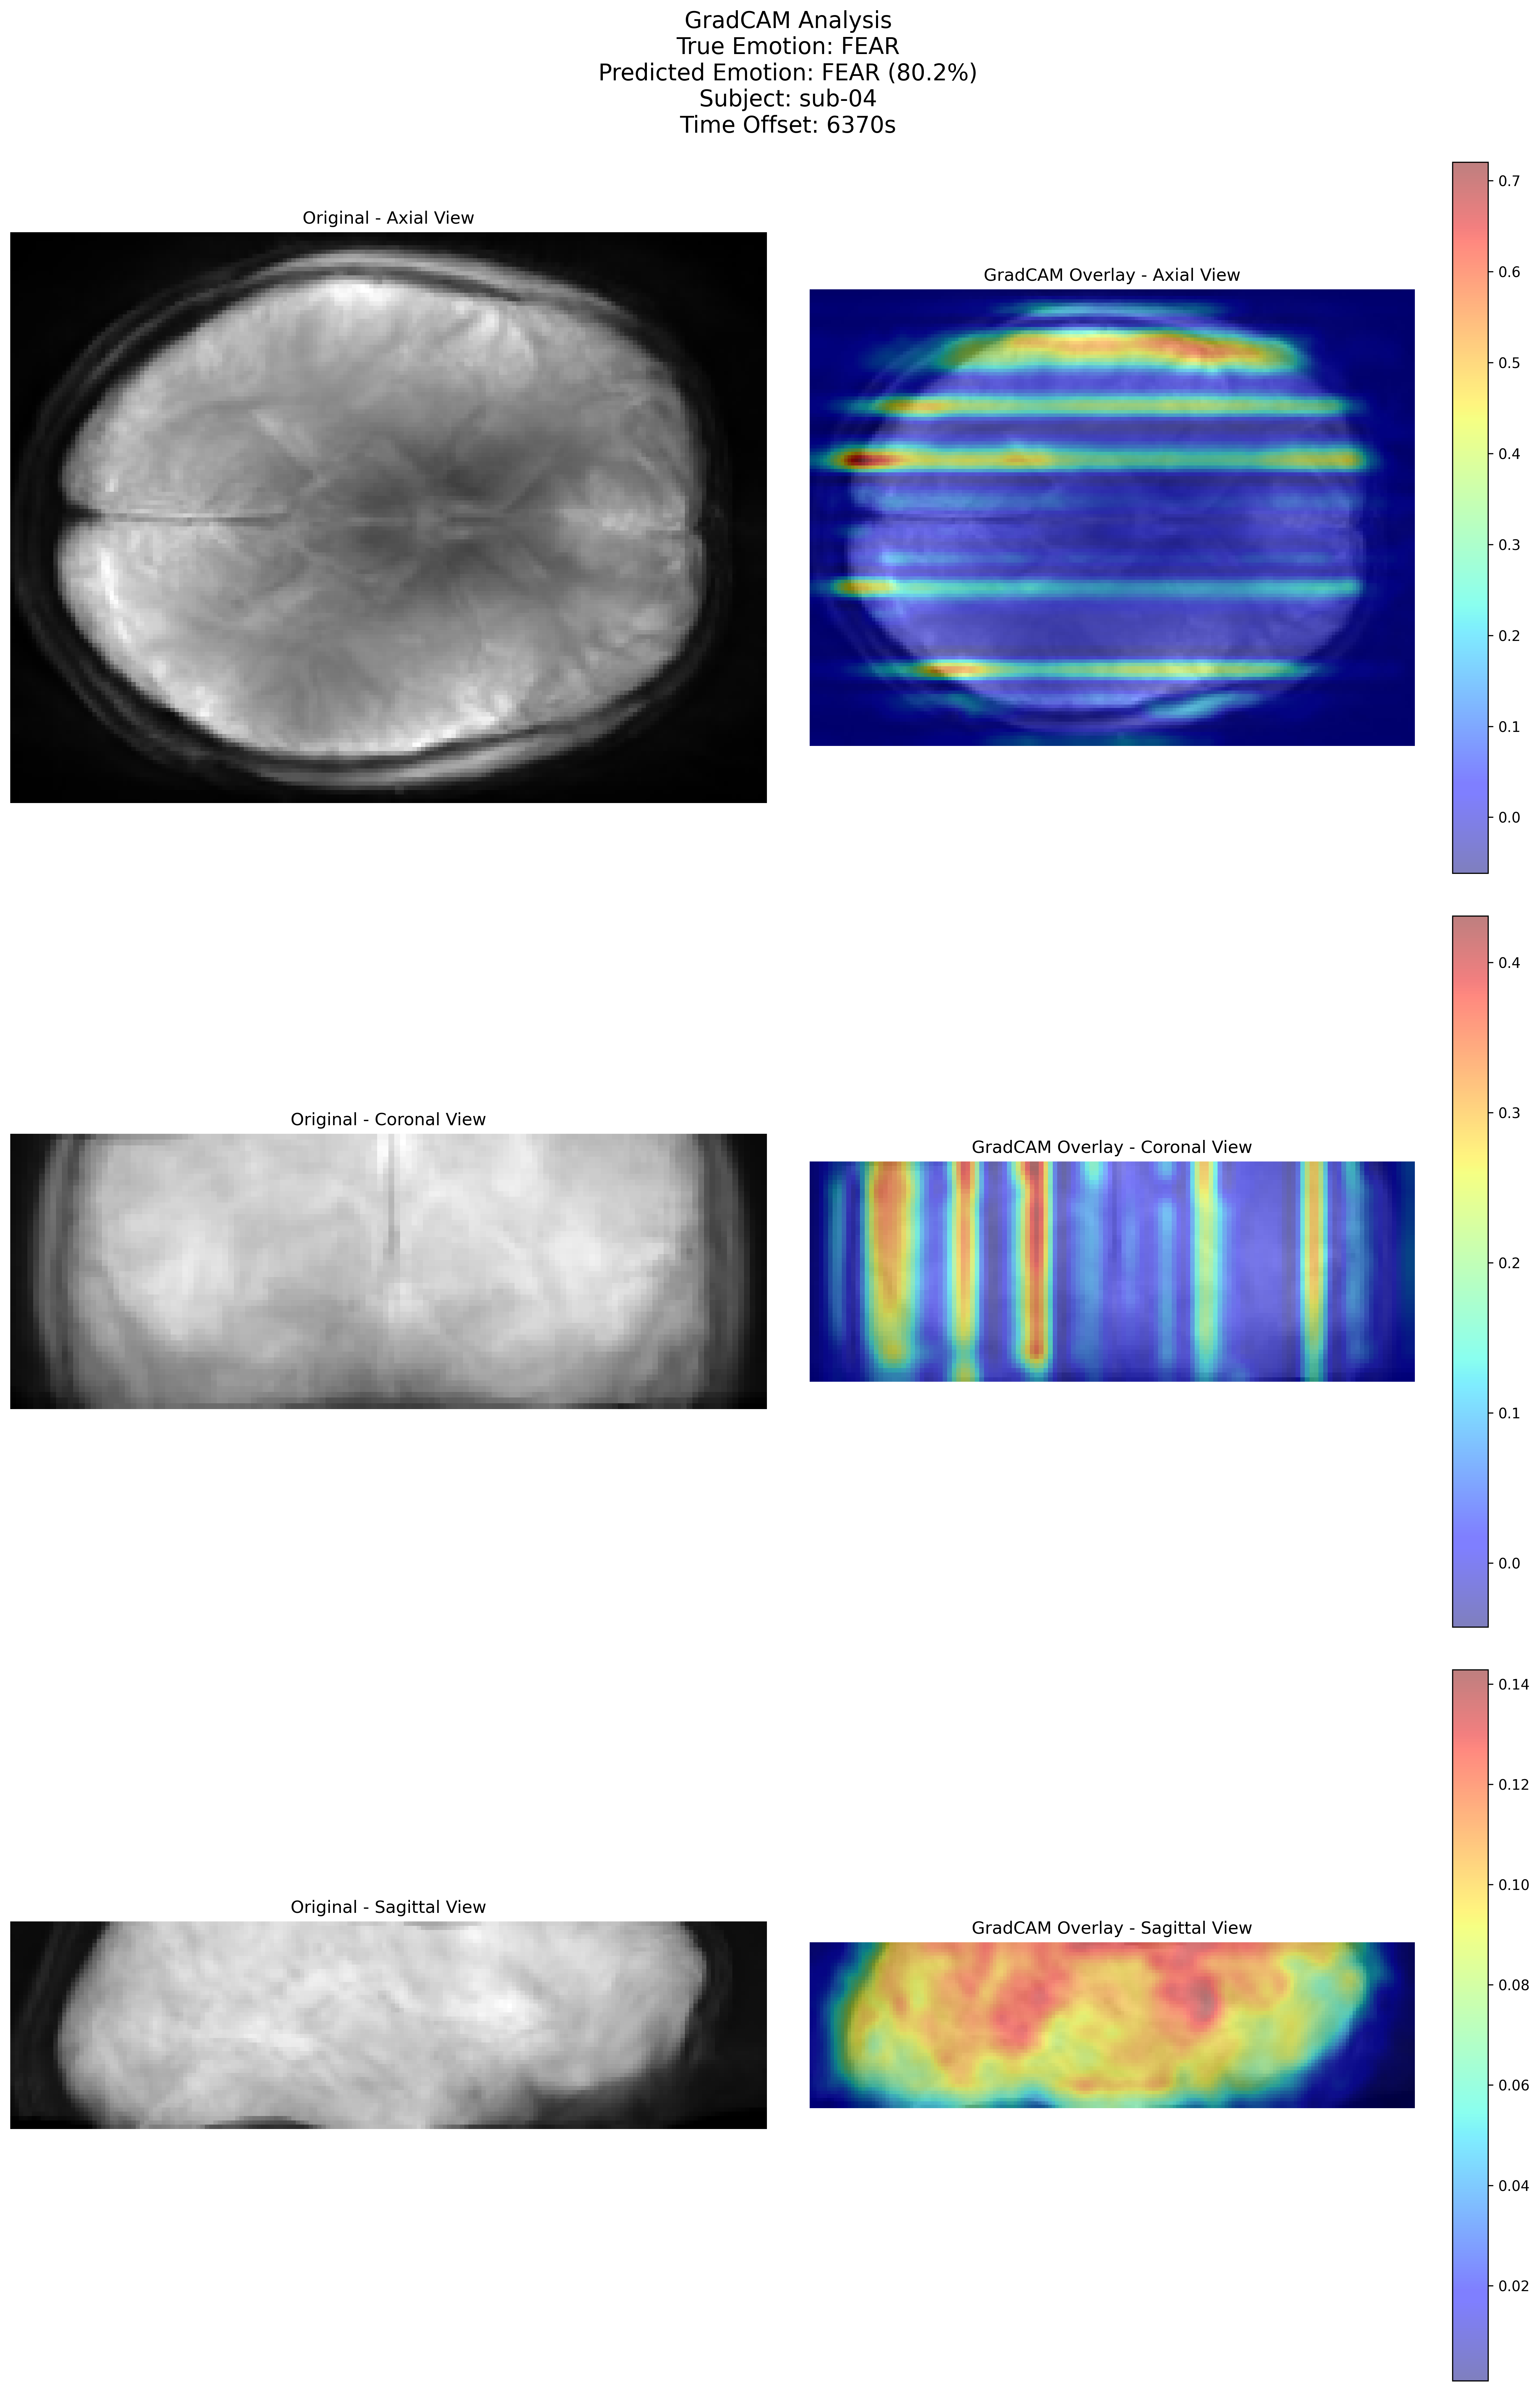 GradCAM Analysis
True Emotion: FEAR
Predicted Emotion: FEAR (80.2%)
Subject: sub-04
Time Offset: 6370s
Original - Axial View
GradCAM Overlay - Axial View
0.7
0.6
0.5
0.4
0.3
0.2
0.1
0.0
Original - Coronal View
GradCAM Overlay - Coronal View
0.4
0.3
0.2
0.1
0.0
Original - Sagittal View
GradCAM Overlay - Sagittal View
0.14
0.12
0.10
0.08
0.06
0.04
0.02